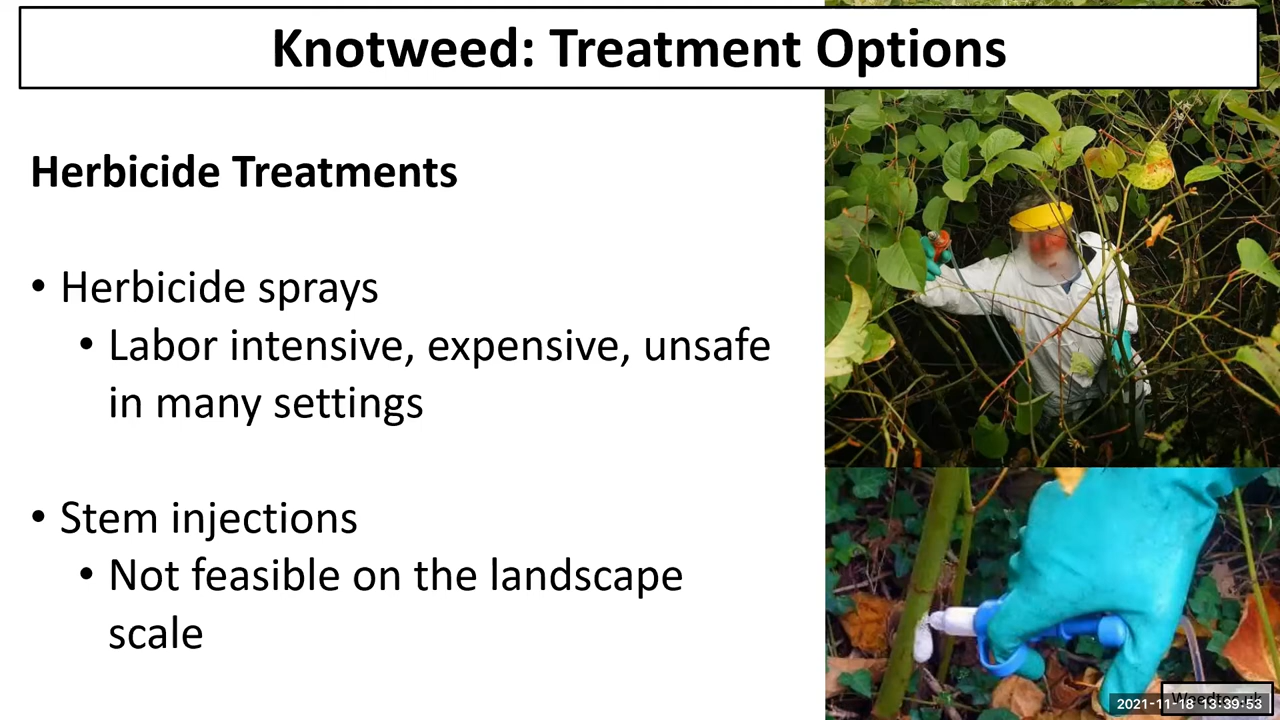 Knotweed: Treatment Options
Herbicide Treatments
• Herbicide sprays
• Labor intensive, expensive, unsafe
in many settings
• Stem injections
• Not feasible on the landscape
scale
2021-11-18 13:39:53